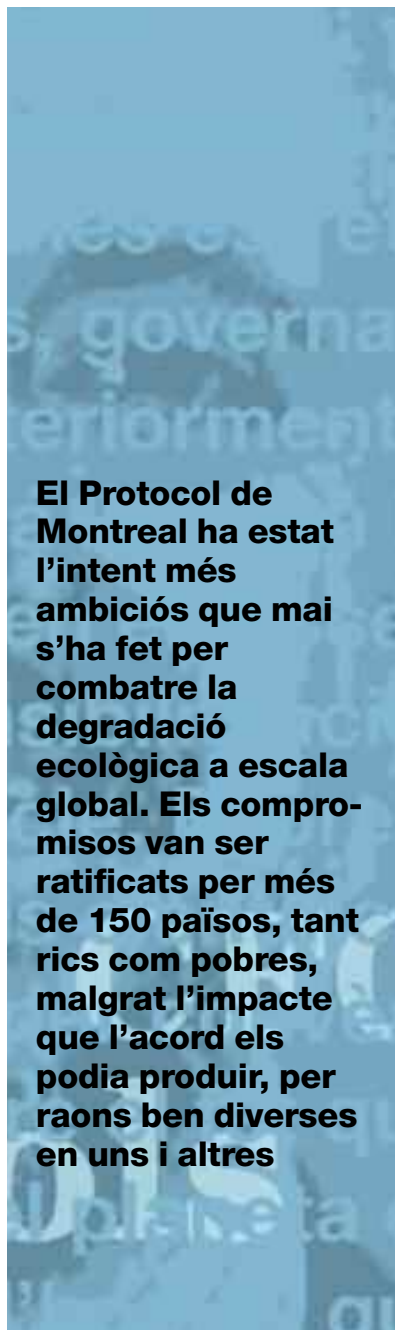 s, governa
teriorment
El Protocol de
Montreal ha estat
l’intent més
ambiciós que mai
s’ha fet per
combatre la
degradació
ecològica a escala
global. Els compro-
misos van ser
ratificats per més
de 150 països, tant
rics com pobres,
malgrat l’impacte
que l’acord els
podia produir, per
raons ben diverses
en uns i altres